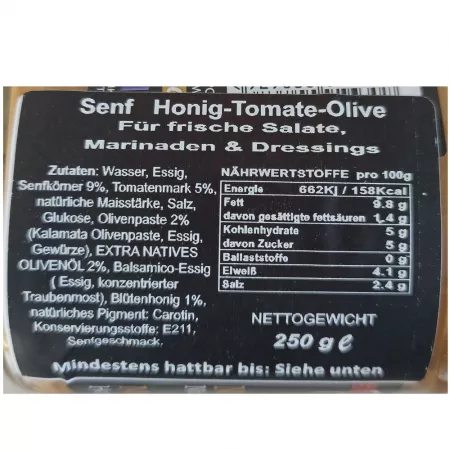 Senf Honig-Tomate-Olive
Für frische Salate,
Marinaden & Dressings
Zutaten: Wasser, Essig,
Senfkörner 9%, Tomatenmark 5%,
natürliche Maisstärke, Salz,
Glukose, Olivenpaste 2%
(Kalamata Olivenpaste, Essig,
Gewürze), EXTRA NATIVES
OLIVENÖL 2%, Balsamico-Essig
( Essig, konzentrierter
Traubenmost), Blütenhonig 1%,
natürliches Pigment: Carotin,
Konservierungsstoffe: E211,
Senfgeschmack.
NÄHRWERTSTOFFE pro 100g
Energie 662Kj / 158Kcal
Fett 9.8 g
davon gesättigte fettsäuren 1,4 g
Kohlenhydrate 5 g
davon Zucker 5 g
Ballaststoffe 0 g
Eiweiß 4.1 g
Salz 2.4 g
NETTOGEWICHT
250 g e
Mindestens hattbar bis: Siehe unten